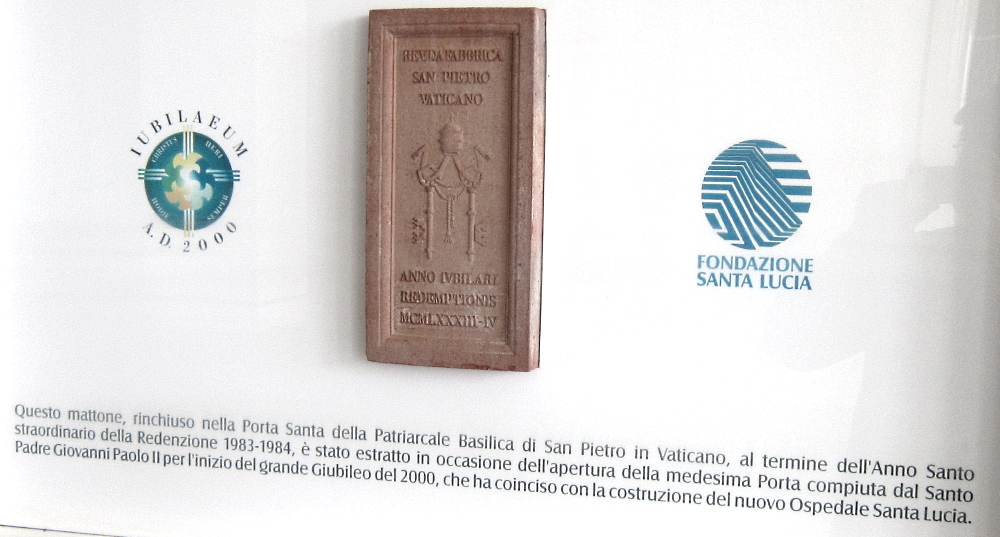 IUBILAEUM
CHRISTUS HERI
HODIE SEMPER
A.D. 2000
REV.DA FABBRICA
SAN PIETRO
VATICANO
ANNO IVBILARI
REDEMPTIONIS
MCMLXXXIII-IV
FONDAZIONE
SANTA LUCIA
Questo mattone, rinchiuso nella Porta Santa della Patriarcale Basilica di San Pietro in Vaticano, al termine dell'Anno Santo
straordinario della Redenzione 1983-1984, è stato estratto in occasione dell'apertura della medesima Porta compiuta dal Santo
Padre Giovanni Paolo II per l'inizio del grande Giubileo del 2000, che ha coinciso con la costruzione del nuovo Ospedale Santa Lucia.